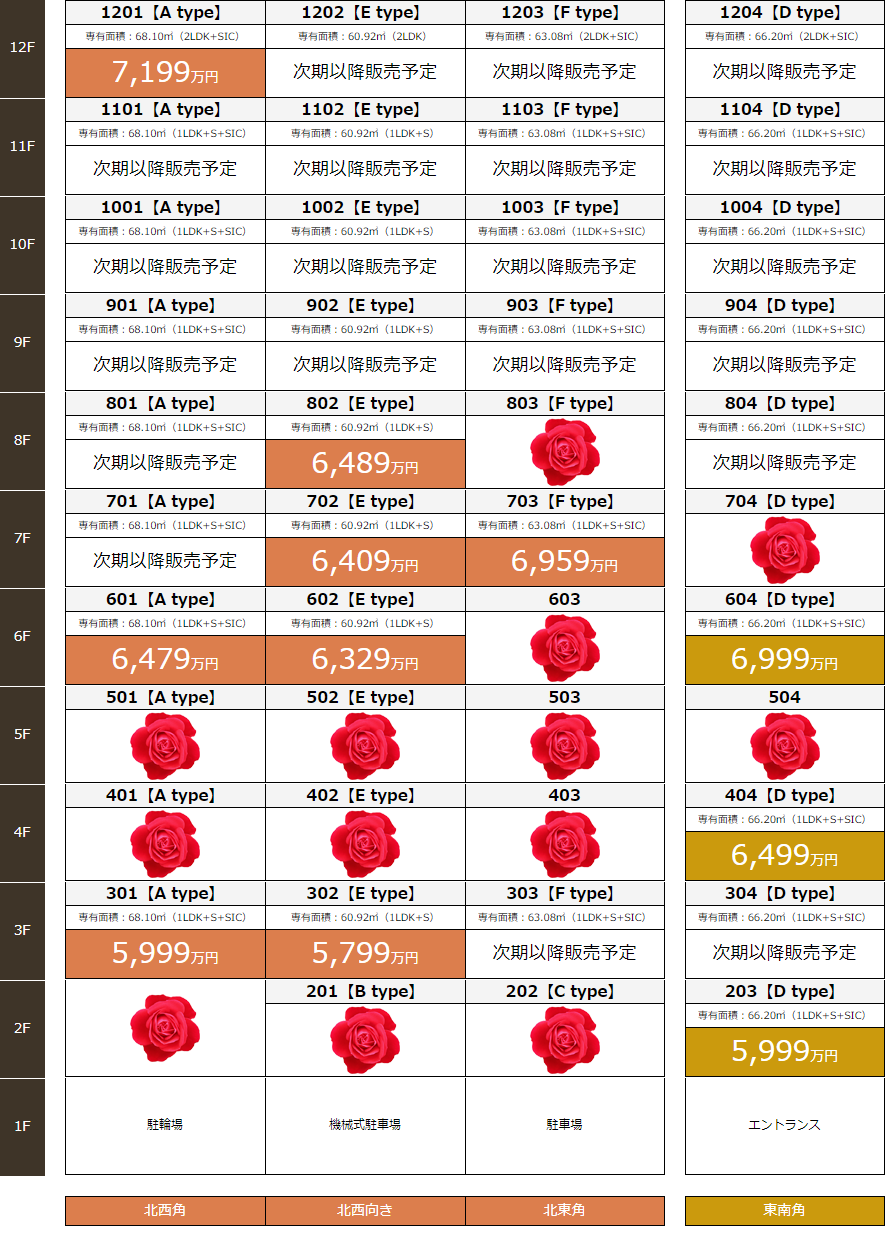 12F
1201【A type】
専有面積：68.10㎡（2LDK+SIC）
7,199万円
1202【E type】
専有面積：60.92㎡（2LDK）
次期以降販売予定
1203【F type】
専有面積：63.08㎡（2LDK+SIC）
次期以降販売予定
1204【D type】
専有面積：66.20㎡（2LDK+SIC）
次期以降販売予定
11F
1101【A type】
専有面積：68.10㎡（1LDK+S+SIC）
次期以降販売予定
1102【E type】
専有面積：60.92㎡（1LDK+S）
次期以降販売予定
1103【F type】
専有面積：63.08㎡（1LDK+S+SIC）
次期以降販売予定
1104【D type】
専有面積：66.20㎡（1LDK+S+SIC）
次期以降販売予定
10F
1001【A type】
専有面積：68.10㎡（1LDK+S+SIC）
次期以降販売予定
1002【E type】
専有面積：60.92㎡（1LDK+S）
次期以降販売予定
1003【F type】
専有面積：63.08㎡（1LDK+S+SIC）
次期以降販売予定
1004【D type】
専有面積：66.20㎡（1LDK+S+SIC）
次期以降販売予定
9F
901【A type】
専有面積：68.10㎡（1LDK+S+SIC）
次期以降販売予定
902【E type】
専有面積：60.92㎡（1LDK+S）
次期以降販売予定
903【F type】
専有面積：63.08㎡（1LDK+S+SIC）
次期以降販売予定
904【D type】
専有面積：66.20㎡（1LDK+S+SIC）
次期以降販売予定
8F
801【A type】
専有面積：68.10㎡（1LDK+S+SIC）
次期以降販売予定
802【E type】
専有面積：60.92㎡（1LDK+S）
6,489万円
803【F type】
804【D type】
専有面積：66.20㎡（1LDK+S+SIC）
次期以降販売予定
7F
701【A type】
専有面積：68.10㎡（1LDK+S+SIC）
次期以降販売予定
702【E type】
専有面積：60.92㎡（1LDK+S）
6,409万円
703【F type】
専有面積：63.08㎡（1LDK+S+SIC）
6,959万円
704【D type】
6F
601【A type】
専有面積：68.10㎡（1LDK+S+SIC）
6,479万円
602【E type】
専有面積：60.92㎡（1LDK+S）
6,329万円
603
604【D type】
専有面積：66.20㎡（1LDK+S+SIC）
6,999万円
5F
501【A type】
502【E type】
503
504
4F
401【A type】
402【E type】
403
404【D type】
専有面積：66.20㎡（1LDK+S+SIC）
6,499万円
3F
301【A type】
専有面積：68.10㎡（1LDK+S+SIC）
5,999万円
302【E type】
専有面積：60.92㎡（1LDK+S）
5,799万円
303【F type】
専有面積：63.08㎡（1LDK+S+SIC）
次期以降販売予定
304【D type】
専有面積：66.20㎡（1LDK+S+SIC）
次期以降販売予定
2F
201【B type】
202【C type】
203【D type】
専有面積：66.20㎡（1LDK+S+SIC）
5,999万円
1F
駐輪場
機械式駐車場
駐車場
エントランス
北西角
北西向き
北東角
東南角